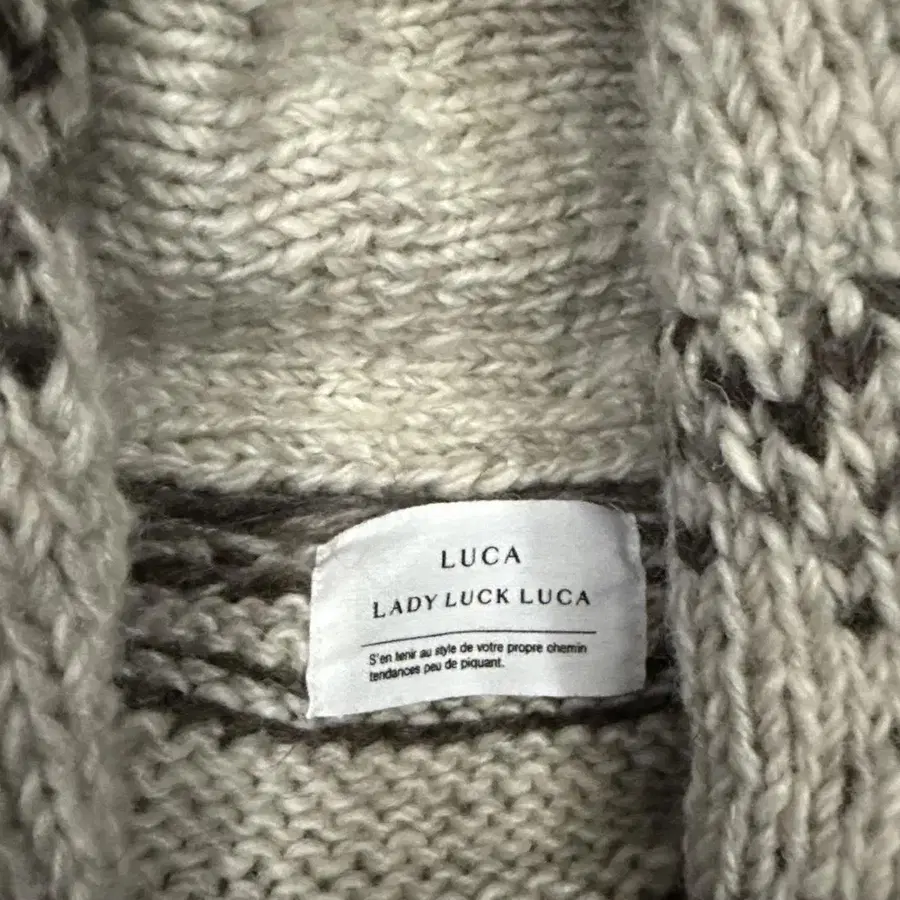 LUCA
LADY LUCK LUCA
S'en tenir au style de votre propre chemin
tendances peu de piquant.